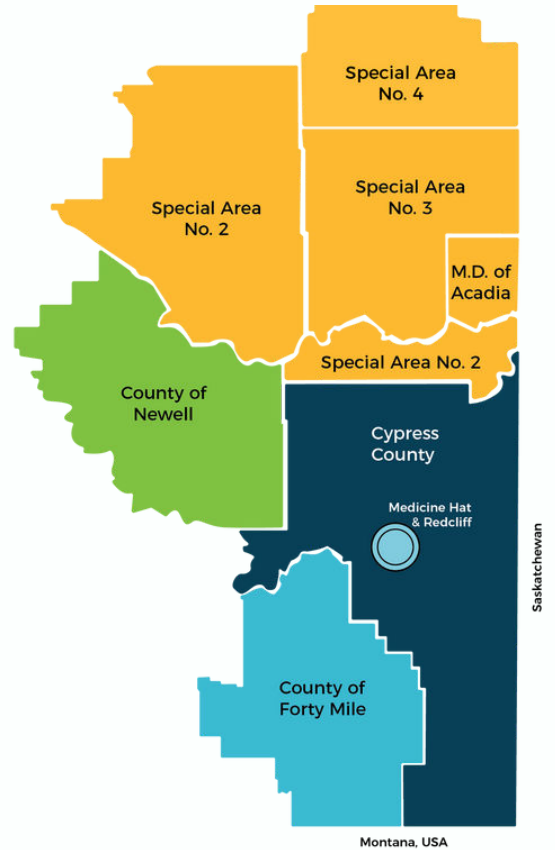 Special Area
No. 4
Special Area
No. 3
Special Area
No. 2
M.D. of
Acadia
Special Area No. 2
County of
Newell
Cypress
County
Medicine Hat
& Redcliff
Saskatchewan
County of
Forty Mile
Montana, USA